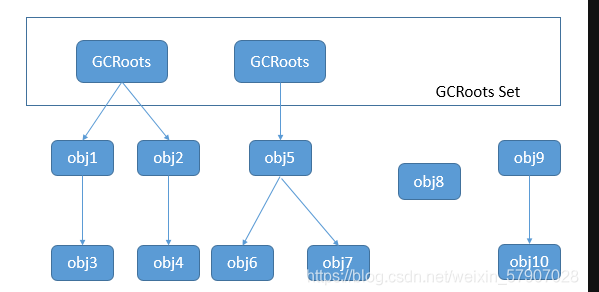 GCRoots
GCRoots
GCRoots Set
obj1
obj2
obj5
obj8
obj9
obj3
obj4
obj6
obj7
obj10
https://blog.csdn.net/weixin_57907028